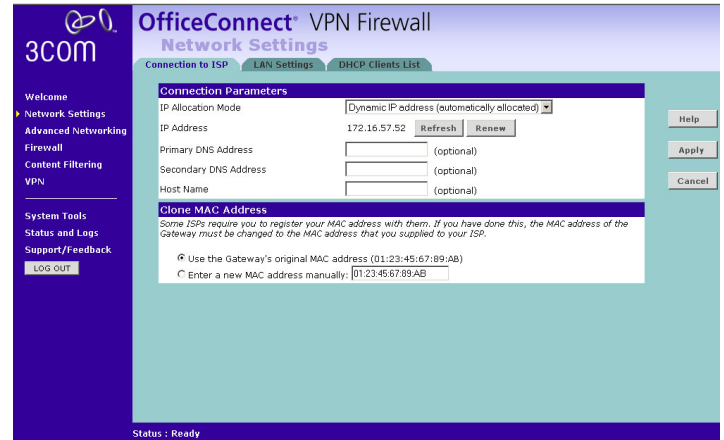 3COM
OfficeConnect® VPN Firewall
Network Settings
Connection to ISP LAN Settings DHCP Clients List
Welcome
Network Settings
Advanced Networking
Firewall
Content Filtering
VPN
System Tools
Status and Logs
Support/Feedback
LOG OUT
Connection Parameters
IP Allocation Mode Dynamic IP address (automatically allocated)
IP Address 172.16.57.52 Refresh Renew
Primary DNS Address (optional)
Secondary DNS Address (optional)
Host Name (optional)
Clone MAC Address
Some ISPs require you to register your MAC address with them. If you have done this, the MAC address of the
Gateway must be changed to the MAC address that you supplied to your ISP.
Use the Gateway's original MAC address (01:23:45:67:89:AB)
Enter a new MAC address manually: 01:23:45:67:89:AB
Help
Apply
Cancel
Status : Ready